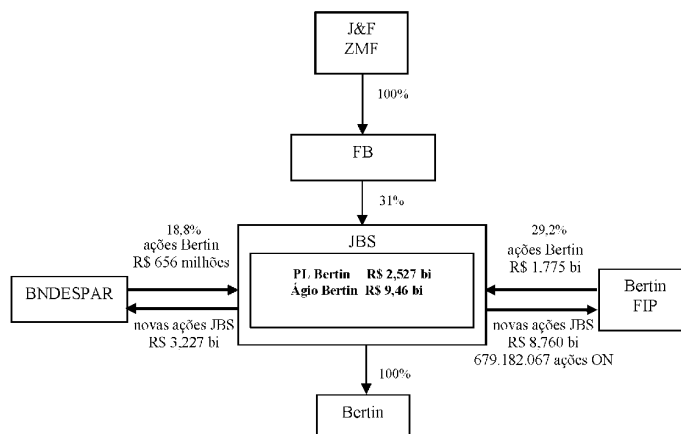 J&F
ZMF
100%
FB
31%
18,8%
ações Bertin
R$ 656 milhões
JBS
29,2%
ações Bertin
R$ 1.775 bi
PL Bertin R$ 2,527 bi
Ágio Bertin R$ 9,46 bi
BNDESPAR
Bertin
FIP
novas ações JBS
R$ 3,227 bi
novas ações JBS
R$ 8,760 bi
679.182.067 ações ON
100%
Bertin